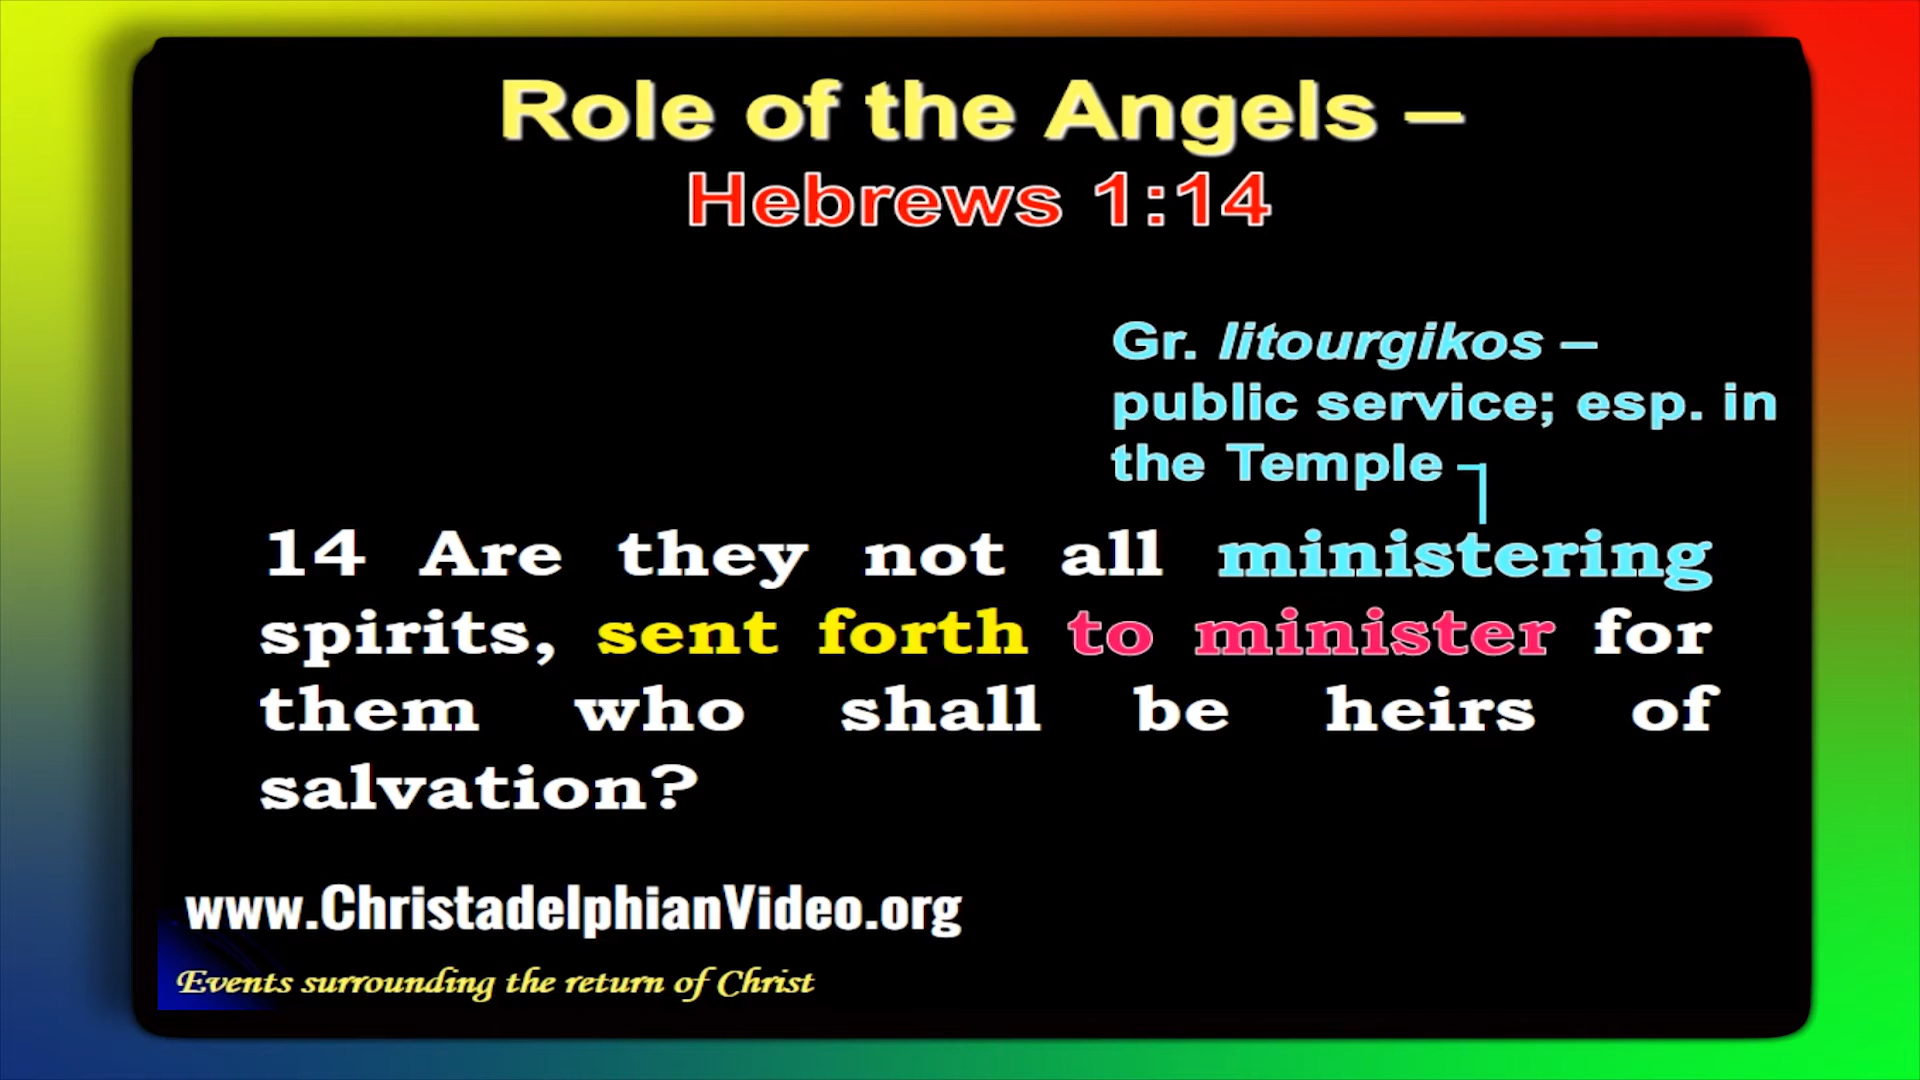 Role of the Angels –
Hebrews 1:14
Gr. litourgikos –
public service; esp. in
the Temple
14 Are they not all ministering
spirits, sent forth to minister for
them who shall be heirs of
salvation?
www.ChristadelphianVideo.org
Events surrounding the return of Christ